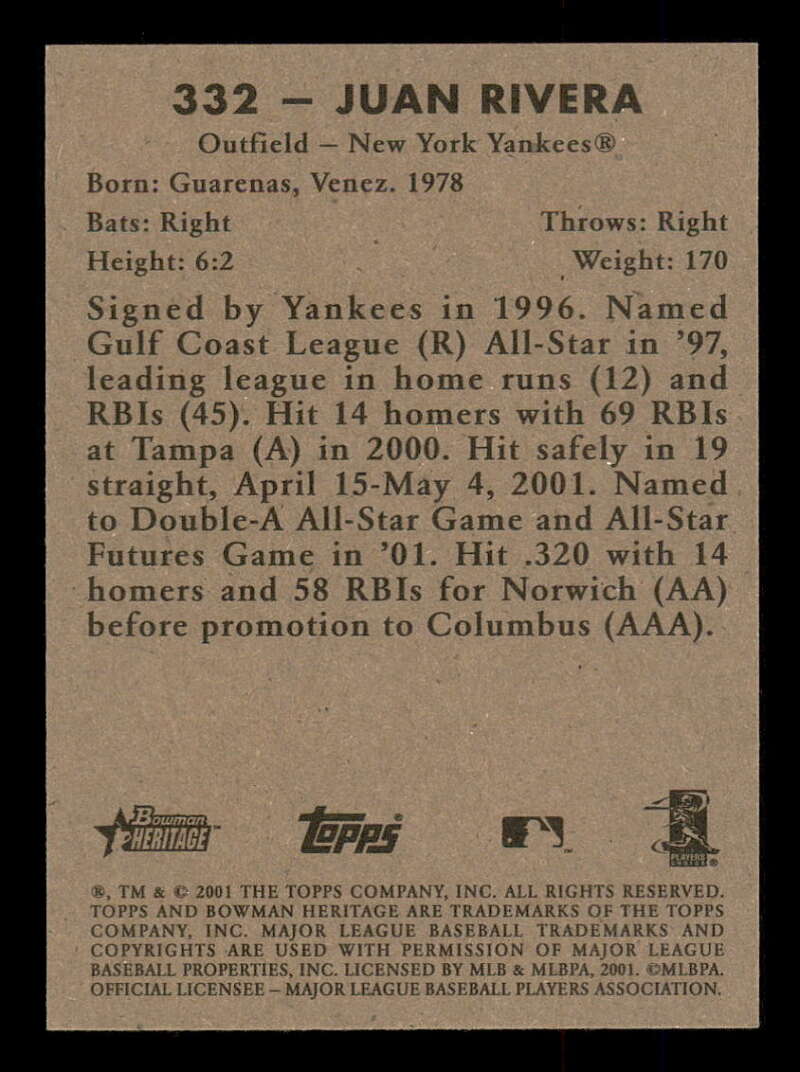 332 – JUAN RIVERA
Outfield – New York Yankees®
Born: Guarenas, Venez. 1978
Bats: Right Throws: Right
Height: 6:2 Weight: 170
Signed by Yankees in 1996. Named
Gulf Coast League (R) All-Star in ’97,
leading league in home runs (12) and
RBIs (45). Hit 14 homers with 69 RBIs
at Tampa (A) in 2000. Hit safely in 19
straight, April 15-May 4, 2001. Named
to Double-A All-Star Game and All-Star
Futures Game in ’01. Hit .320 with 14
homers and 58 RBIs for Norwich (AA)
before promotion to Columbus (AAA).
Bowman HERITAGE™ Topps ™ PLAYERS CHOICE®
®, TM & © 2001 THE TOPPS COMPANY, INC. ALL RIGHTS RESERVED.
TOPPS AND BOWMAN HERITAGE ARE TRADEMARKS OF THE TOPPS
COMPANY, INC. MAJOR LEAGUE BASEBALL TRADEMARKS AND
COPYRIGHTS ARE USED WITH PERMISSION OF MAJOR LEAGUE
BASEBALL PROPERTIES, INC. LICENSED BY MLB & MLBPA, 2001. ©MLBPA.
OFFICIAL LICENSEE – MAJOR LEAGUE BASEBALL PLAYERS ASSOCIATION.